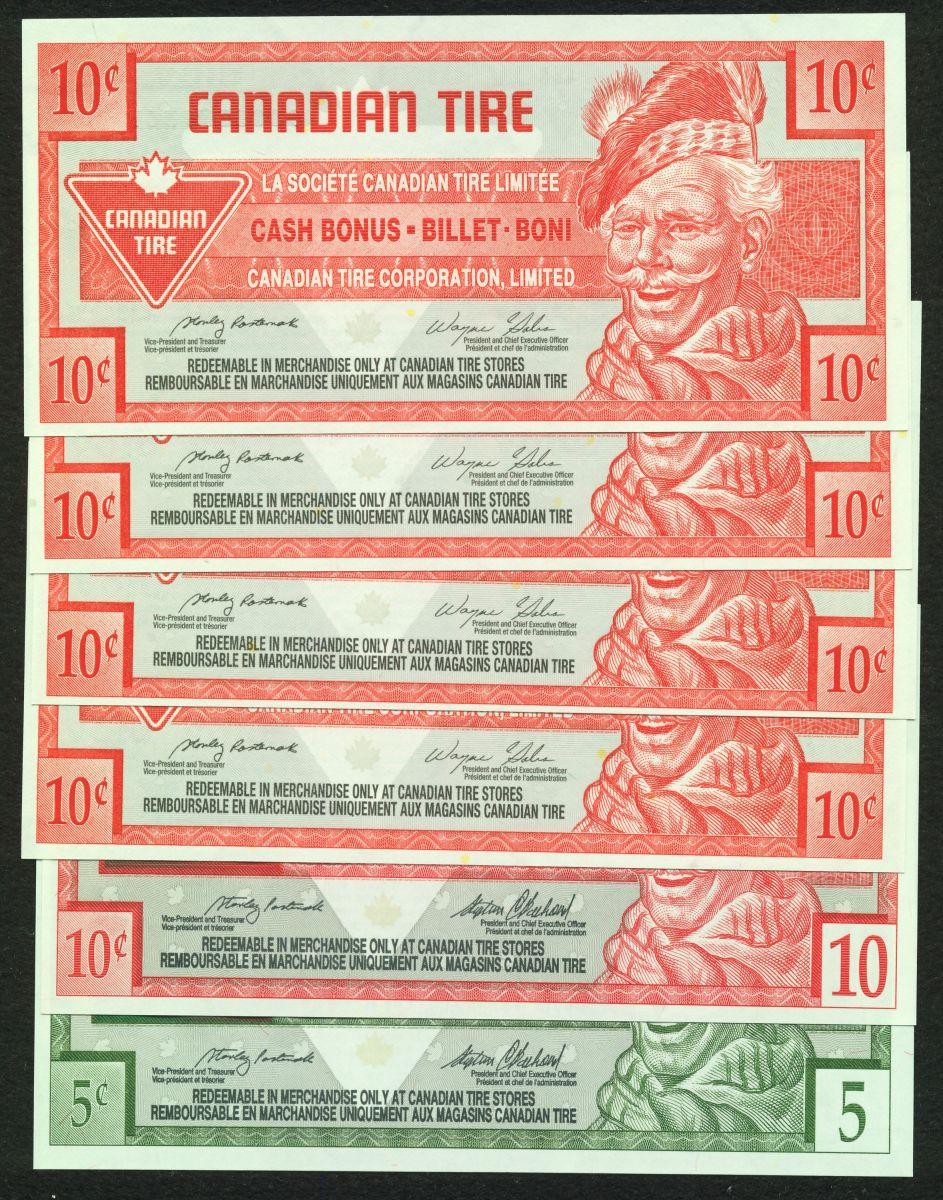 10¢
10¢
CANADIAN TIRE
LA SOCIÉTÉ CANADIAN TIRE LIMITÉE
CANADIAN
TIRE
CASH BONUS ▪ BILLET - BONI
CANADIAN TIRE CORPORATION, LIMITED
Vice-President and Treasurer
Vice-président et trésorier
President and Chief Executive Officer
Président et chef de l'administration
10¢
REDEEMABLE IN MERCHANDISE ONLY AT CANADIAN TIRE STORES
REMBOURSABLE EN MARCHANDISE UNIQUEMENT AUX MAGASINS CANADIAN TIRE
10¢
Vice-President and Treasurer
Vice-président et trésorier
President and Chief Executive Officer
Président et chef de l'administration
10¢
REDEEMABLE IN MERCHANDISE ONLY AT CANADIAN TIRE STORES
REMBOURSABLE EN MARCHANDISE UNIQUEMENT AUX MAGASINS CANADIAN TIRE
10¢
Vice-President and Treasurer
Vice-président et trésorier
President and Chief Executive Officer
Président et chef de l'administration
10¢
REDEEMABLE IN MERCHANDISE ONLY AT CANADIAN TIRE STORES
REMBOURSABLE EN MARCHANDISE UNIQUEMENT AUX MAGASINS CANADIAN TIRE
10¢
CANADIAN TIRE CORPORATION, LIMITED
Vice-President and Treasurer
Vice-président et trésorier
President and Chief Executive Officer
Président et chef de l'administration
10¢
REDEEMABLE IN MERCHANDISE ONLY AT CANADIAN TIRE STORES
REMBOURSABLE EN MARCHANDISE UNIQUEMENT AUX MAGASINS CANADIAN TIRE
10¢
Vice-President and Treasurer
Vice-président et trésorier
President and Chief Executive Officer
Président et chef de l'administration
10¢
REDEEMABLE IN MERCHANDISE ONLY AT CANADIAN TIRE STORES
REMBOURSABLE EN MARCHANDISE UNIQUEMENT AUX MAGASINS CANADIAN TIRE
10
Vice-President and Treasurer
Vice-président et trésorier
President and Chief Executive Officer
Président et chef de l'administration
5¢
REDEEMABLE IN MERCHANDISE ONLY AT CANADIAN TIRE STORES
REMBOURSABLE EN MARCHANDISE UNIQUEMENT AUX MAGASINS CANADIAN TIRE
5